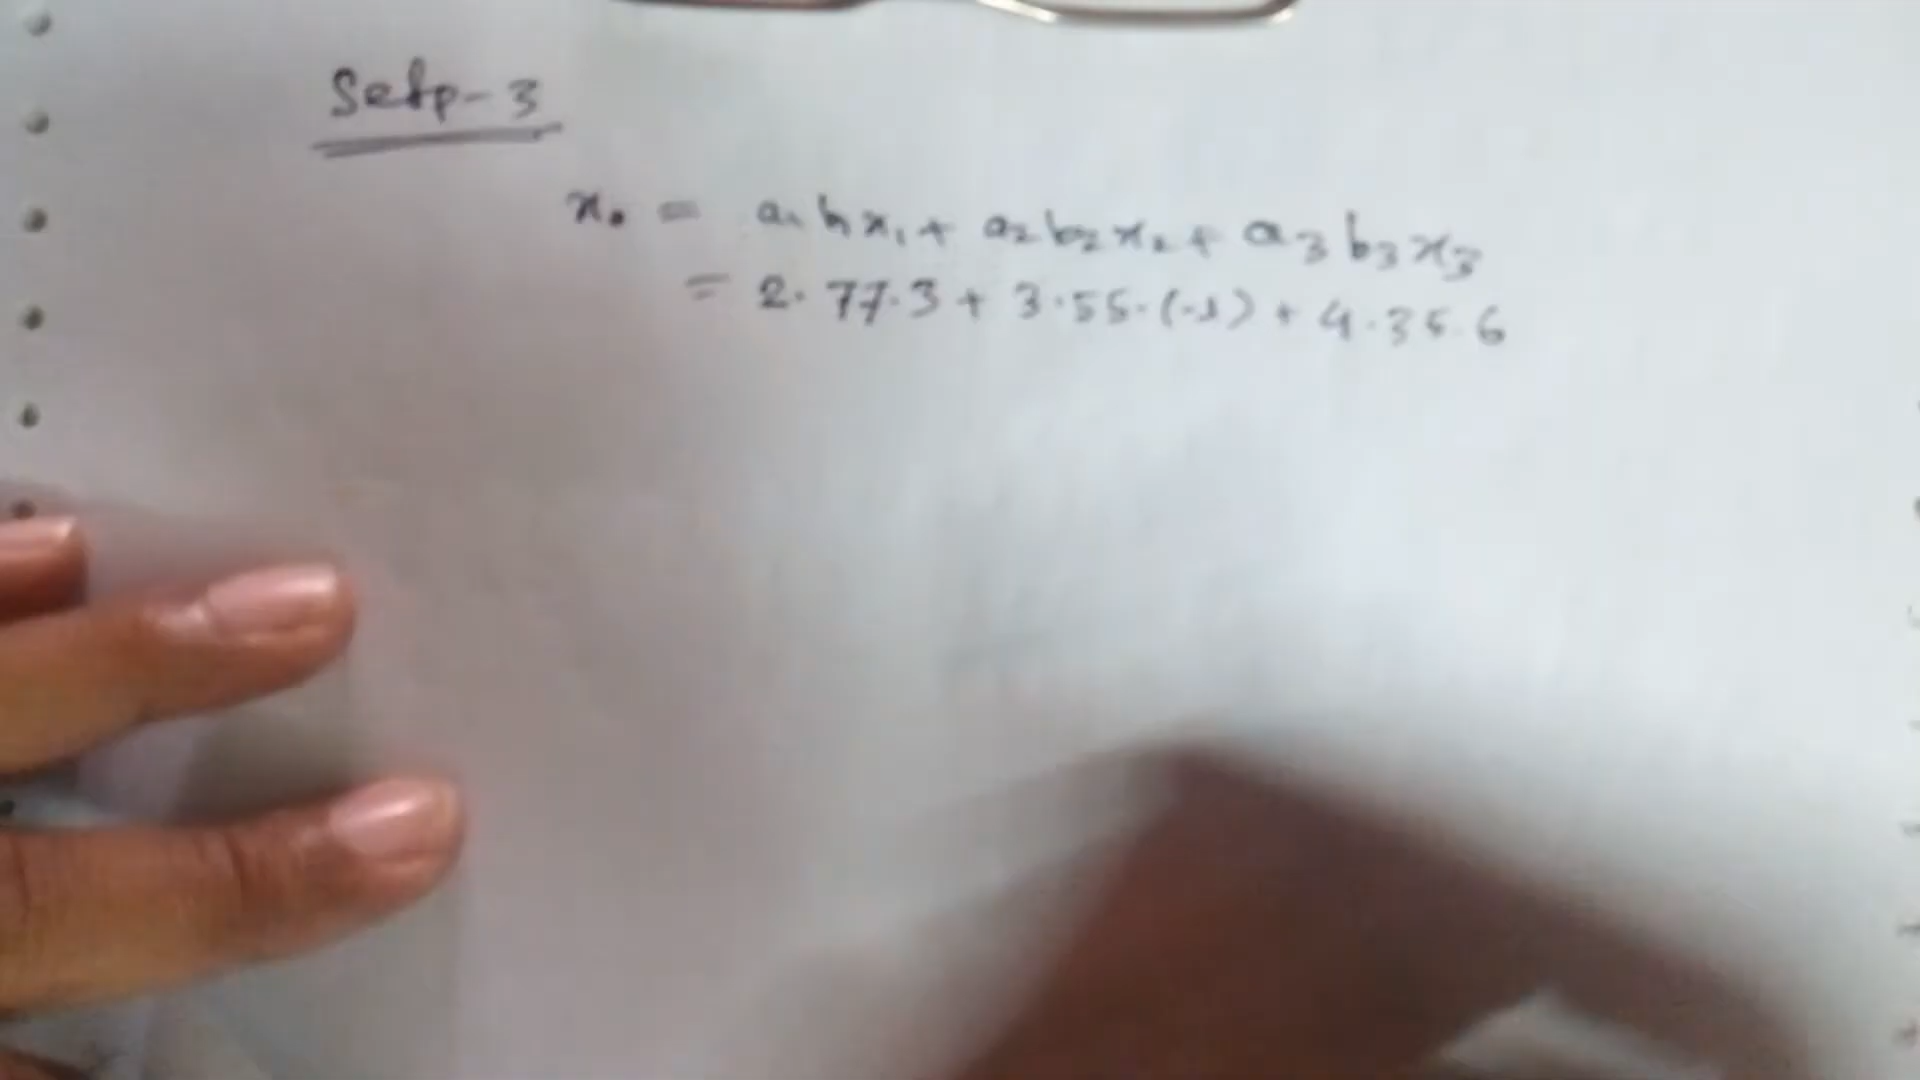 Setp-3
x₀ = a₁b₁x₁ + a₂b₂x₂ + a₃b₃x₃
= 2·77·3 + 3·55·(-1) + 4·35·6